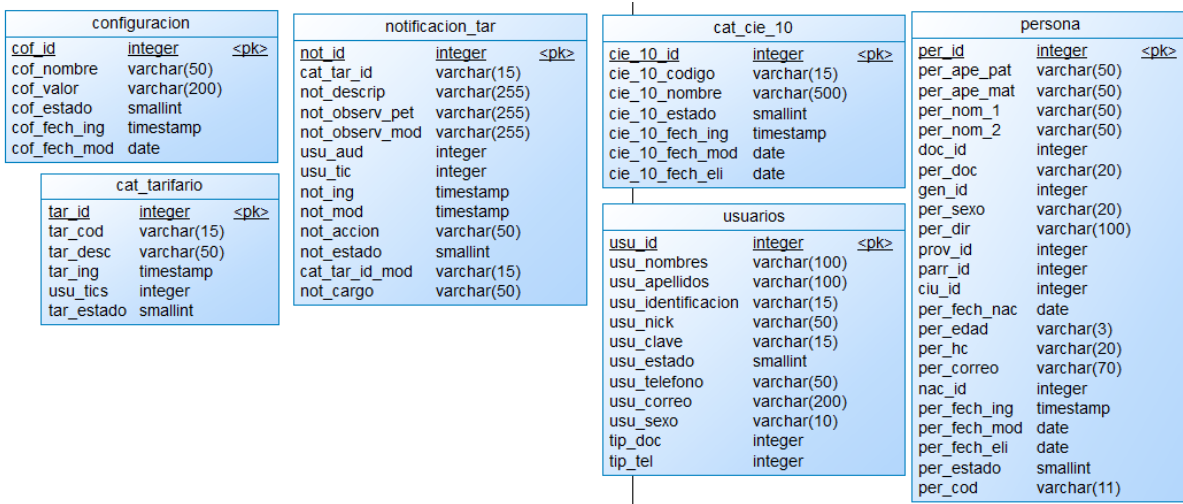 configuracion
cof_id integer <pk>
cof_nombre varchar(50)
cof_valor varchar(200)
cof_estado smallint
cof_fech_ing timestamp
cof_fech_mod date
cat_tarifario
tar_id integer <pk>
tar_cod varchar(15)
tar_desc varchar(50)
tar_ing timestamp
usu_tics integer
tar_estado smallint
notificacion_tar
not_id integer <pk>
cat_tar_id varchar(15)
not_descrip varchar(255)
not_observ_pet varchar(255)
not_observ_mod varchar(255)
usu_aud integer
usu_tic integer
not_ing timestamp
not_mod timestamp
not_accion varchar(50)
not_estado smallint
cat_tar_id_mod varchar(15)
not_cargo varchar(50)
cat_cie_10
cie_10_id integer <pk>
cie_10_codigo varchar(15)
cie_10_nombre varchar(500)
cie_10_estado smallint
cie_10_fech_ing timestamp
cie_10_fech_mod date
cie_10_fech_eli date
usuarios
usu_id integer <pk>
usu_nombres varchar(100)
usu_apellidos varchar(100)
usu_identificacion varchar(15)
usu_nick varchar(50)
usu_clave varchar(15)
usu_estado smallint
usu_telefono varchar(50)
usu_correo varchar(200)
usu_sexo varchar(10)
tip_doc integer
tip_tel integer
persona
per_id integer <pk>
per_ape_pat varchar(50)
per_ape_mat varchar(50)
per_nom_1 varchar(50)
per_nom_2 varchar(50)
doc_id integer
per_doc varchar(20)
gen_id integer
per_sexo varchar(20)
per_dir varchar(100)
prov_id integer
parr_id integer
ciu_id integer
per_fech_nac date
per_edad varchar(3)
per_hc varchar(20)
per_correo varchar(70)
nac_id integer
per_fech_ing timestamp
per_fech_mod date
per_fech_eli date
per_estado smallint
per_cod varchar(11)